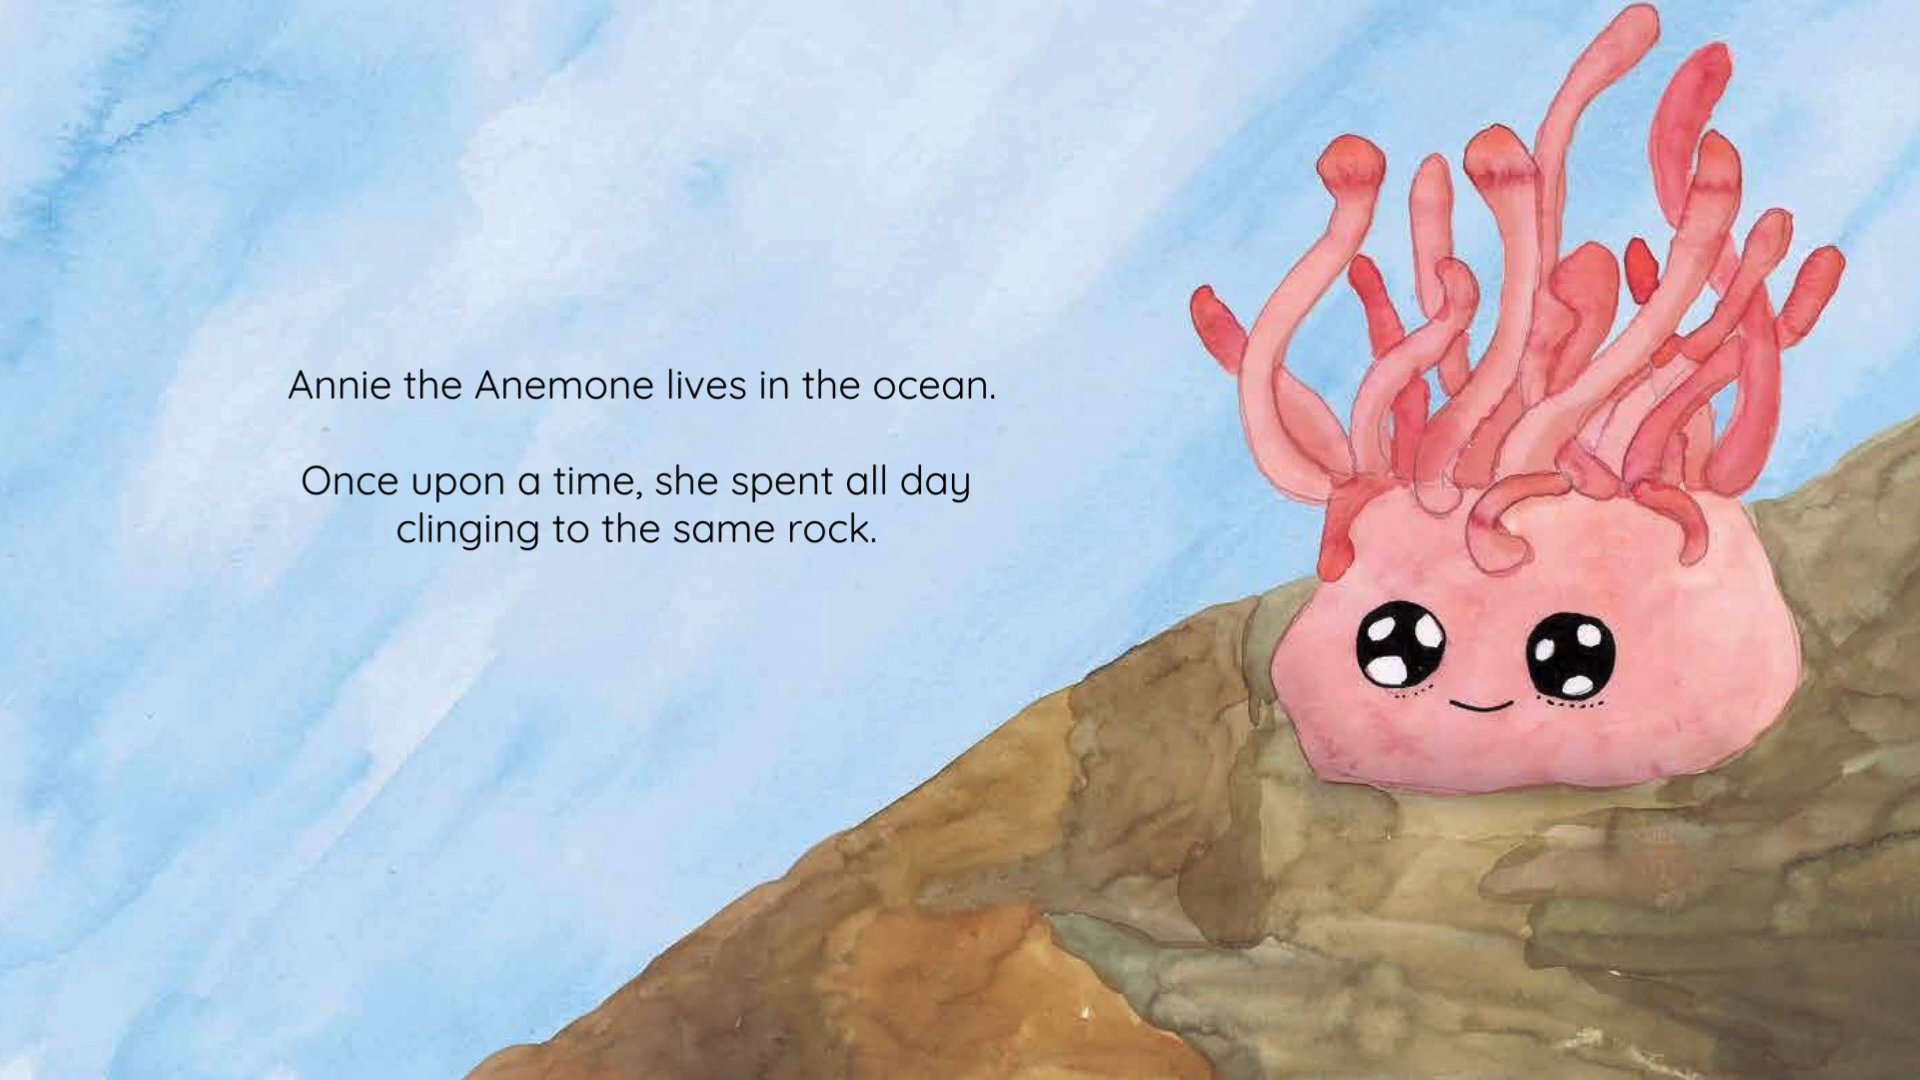 Annie the Anemone lives in the ocean.
Once upon a time, she spent all day
clinging to the same rock.